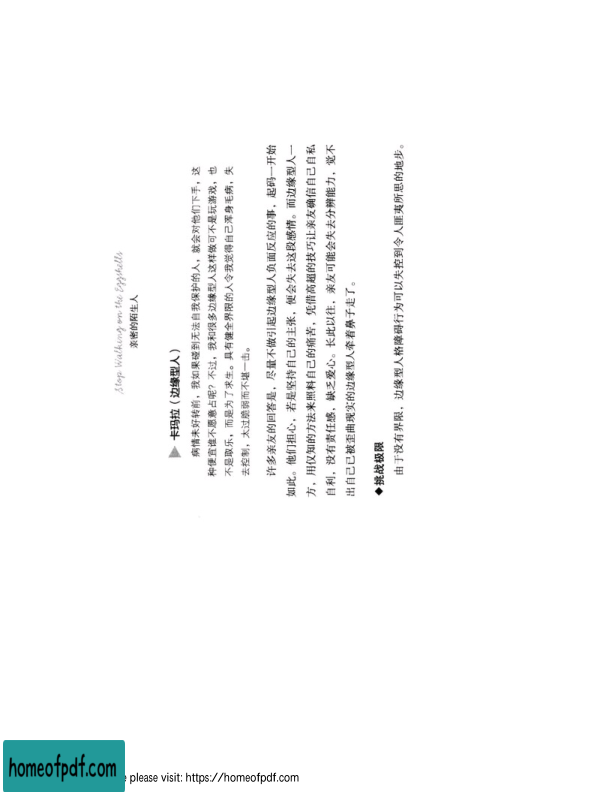 Stop Walking on the Eggshells
亲密的陌生人
▶ 卡玛拉（边缘型人）
病情未好转前，我如果碰到无法自我保护的人，就会对他们下手，这
种便宜谁不愿意占呢？不过，我和很多边缘型人这样做可不是玩游戏，也
不是取乐，而是为了求生。具有健全界限的人令我觉得自己浑身毛病，失
去控制，太过脆弱而不堪一击。
许多亲友的回答是，尽量不做引起边缘型人负面反应的事，起码一开始
如此。他们担心，若是坚持自己的主张，便会失去这段感情。而边缘型人一
方，用仅知的方法来照料自己的痛苦，凭借高超的技巧让亲友确信自己自私
自利，没有责任感，缺乏爱心。长此以往，亲友可能会失去分辨能力，觉不
出自己已被歪曲现实的边缘型人牵着鼻子走了。
◆挑战极限
由于没有界限，边缘型人格障碍行为可以失控到令人匪夷所思的地步。
homeofpdf.com
please visit: https://homeofpdf.com